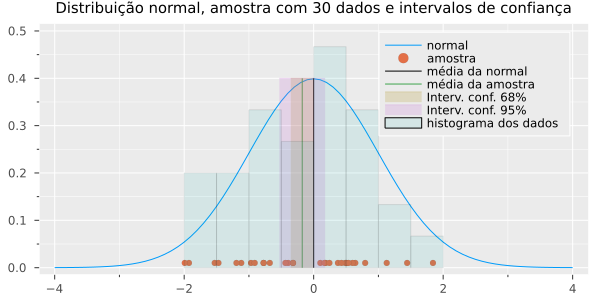 Distribuição normal, amostra com 30 dados e intervalos de confiança
0.5
0.4
0.3
0.2
0.1
0.0
normal
amostra
média da normal
média da amostra
Interv. conf. 68%
Interv. conf. 95%
histograma dos dados
−4 −2 0 2 4